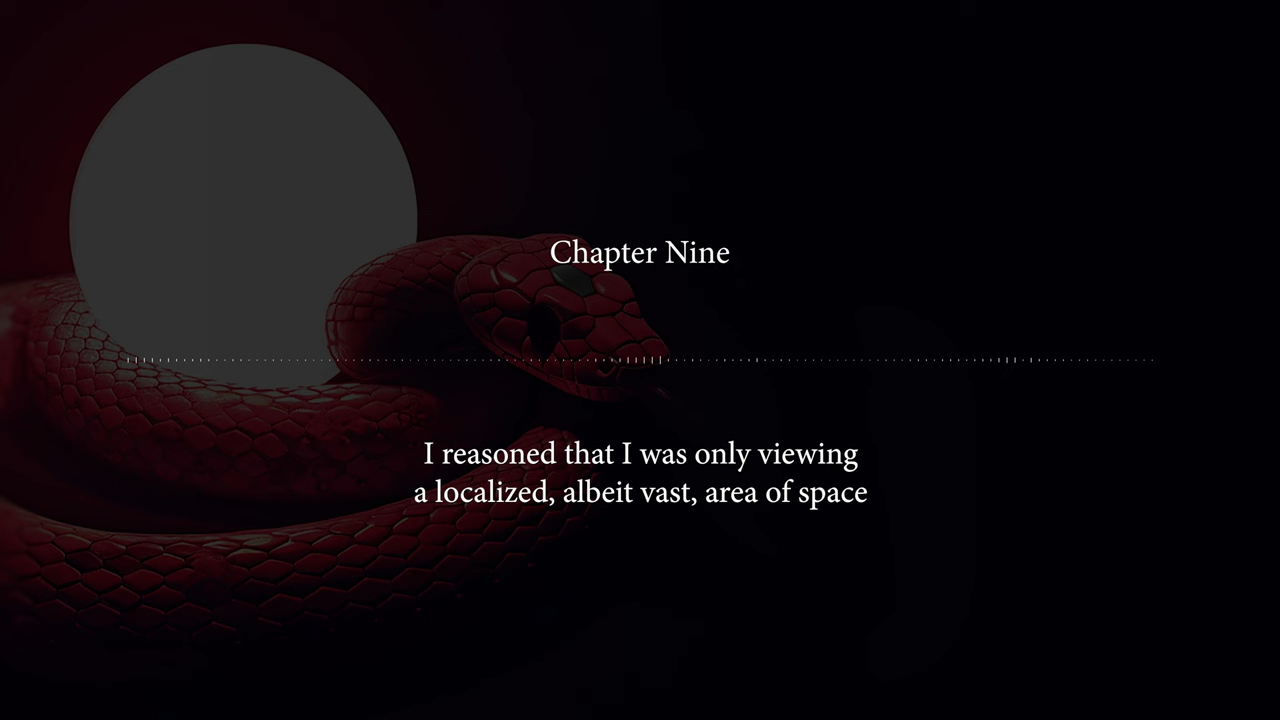 Chapter Nine
I reasoned that I was only viewing
a localized, albeit vast, area of space